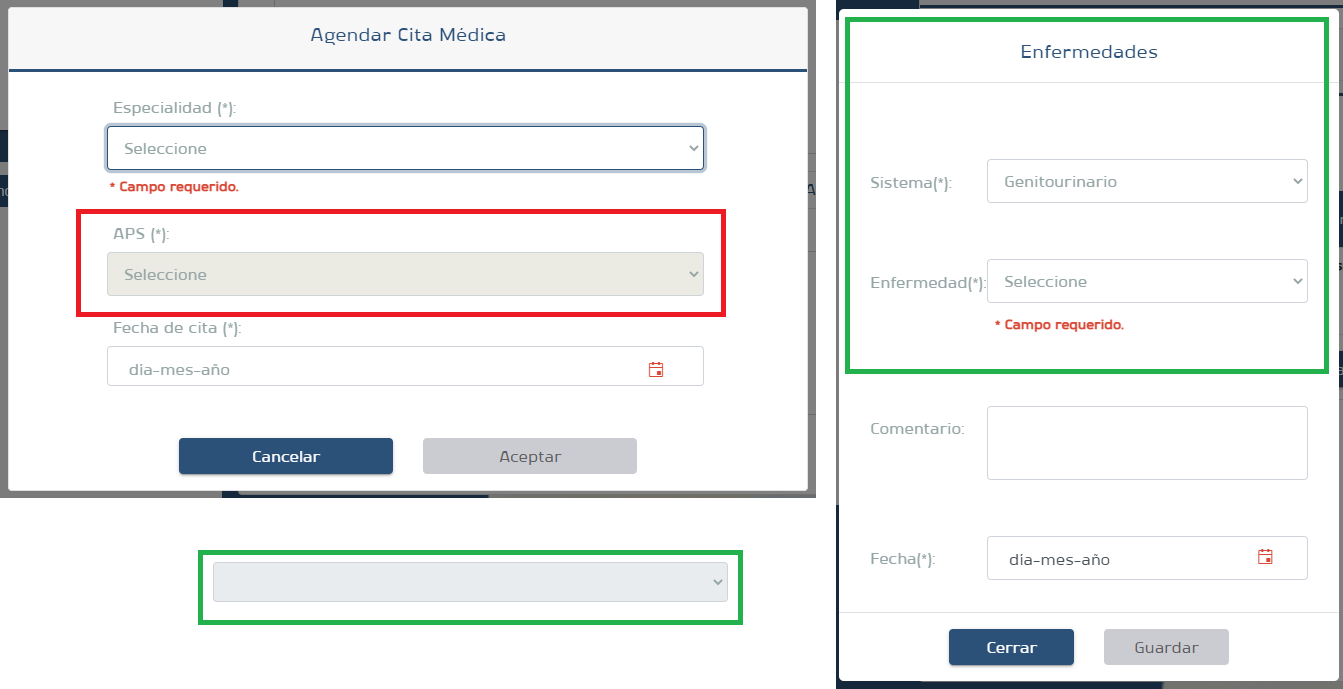 Agendar Cita Médica
Especialidad (*):
Seleccione
* Campo requerido.
APS (*):
Seleccione
Fecha de cita (*):
dia-mes-año
Cancelar
Aceptar
Enfermedades
Sistema(*):
Genitourinario
Enfermedad(*):
Seleccione
* Campo requerido.
Comentario:
Fecha(*):
dia-mes-año
Cerrar
Guardar